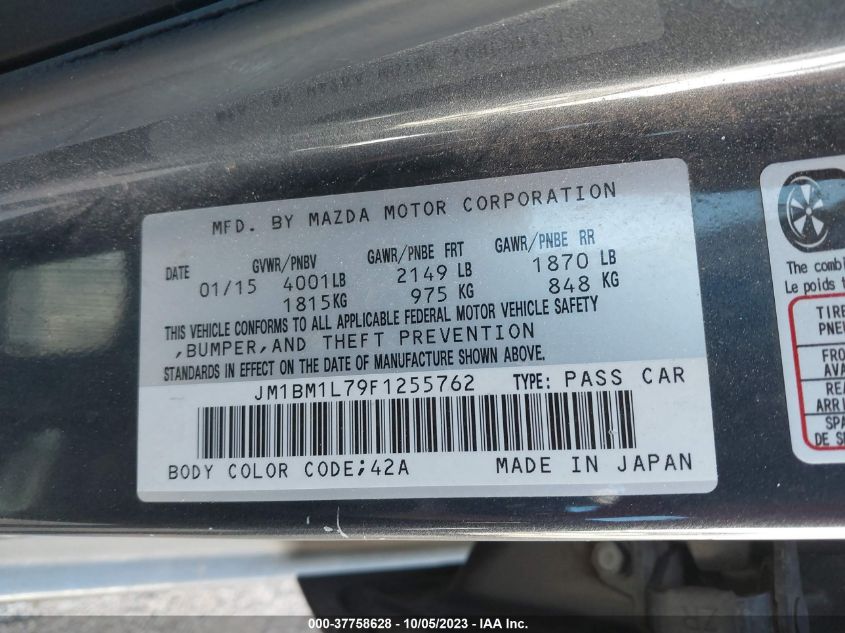 MFD. BY MAZDA MOTOR CORPORATION
DATE GVWR/PNBV GAWR/PNBE FRT GAWR/PNBE RR
01/15 4001LB 2149 LB 1870 LB
1815KG 975 KG 848 KG
THIS VEHICLE CONFORMS TO ALL APPLICABLE FEDERAL MOTOR VEHICLE SAFETY
,BUMPER,AND THEFT PREVENTION
STANDARDS IN EFFECT ON THE DATE OF MANUFACTURE SHOWN ABOVE.
JM1BM1L79F1255762 TYPE: PASS CAR
BODY COLOR CODE;42A MADE IN JAPAN
The combi
Le poids t
TIRE
PNE
FRO
AVA
REA
ARRI
SPA
DE S
000-37758628 - 10/05/2023 - IAA Inc.